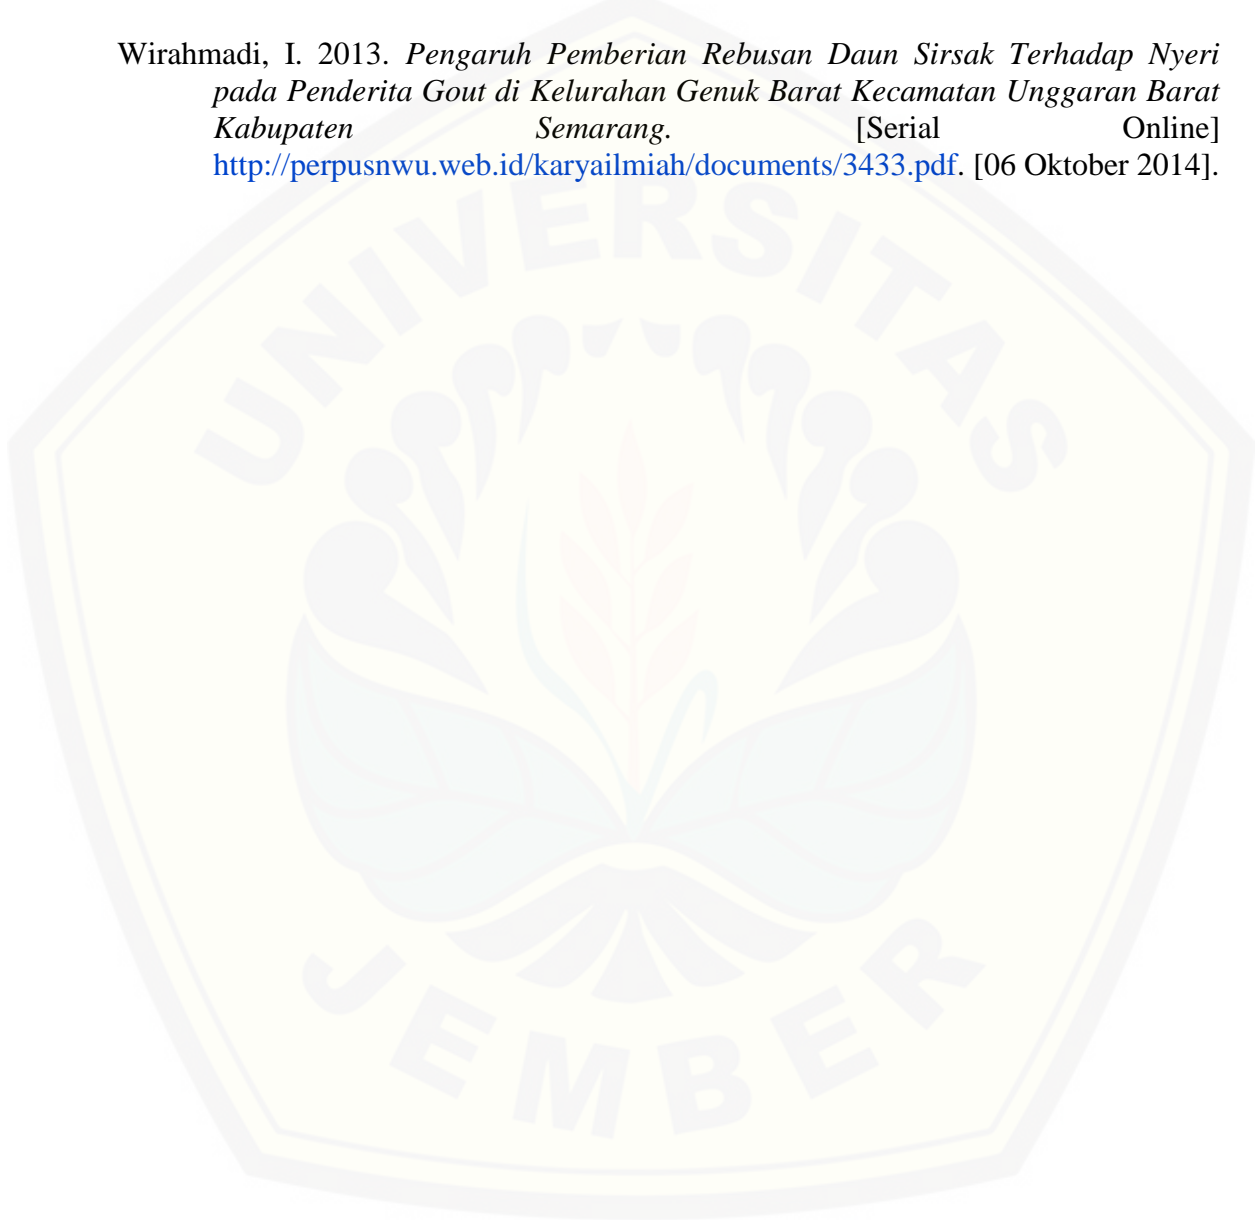 Wirahmadi, I. 2013. Pengaruh Pemberian Rebusan Daun Sirsak Terhadap Nyeri
pada Penderita Gout di Kelurahan Genuk Barat Kecamatan Unggaran Barat
Kabupaten Semarang. [Serial Online]
http://perpusnwu.web.id/karyailmiah/documents/3433.pdf. [06 Oktober 2014].
UNIVERSITAS
JEMBER